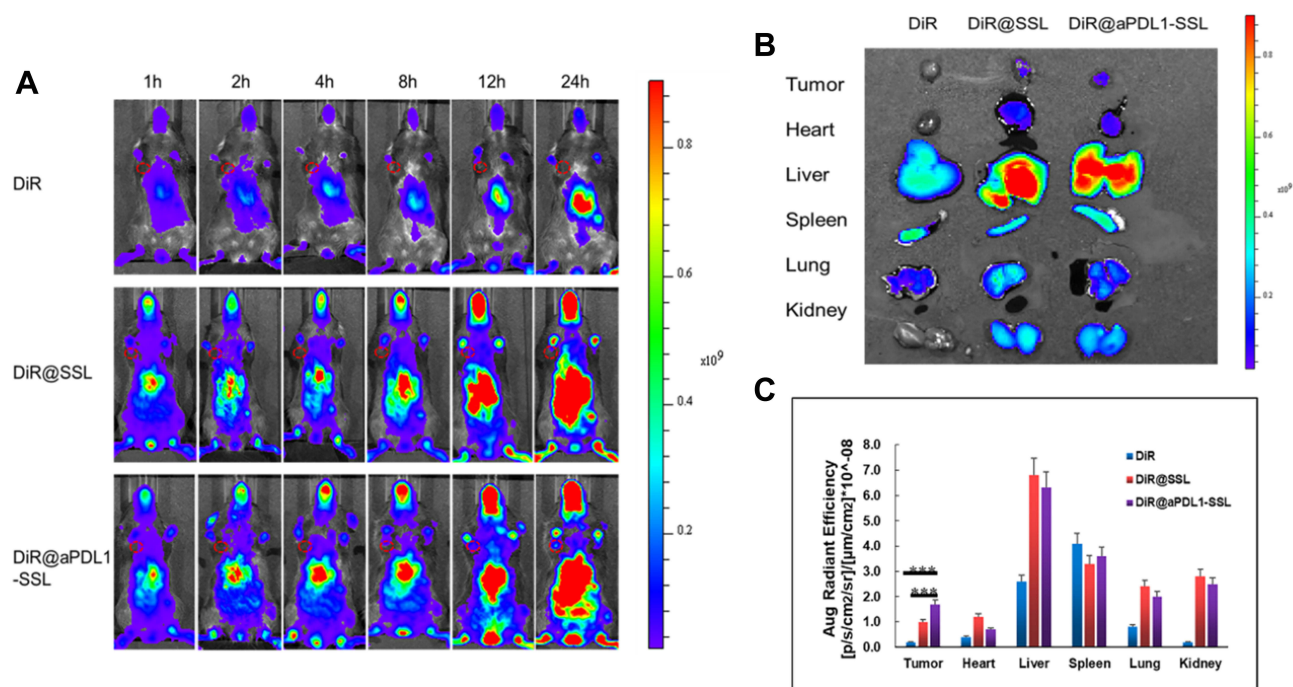 A
1h 2h 4h 8h 12h 24h
DiR
DiR@SSL
DiR@aPDL1
-SSL
0.8
0.6
x10^9
0.4
0.2
B
DiR DiR@SSL DiR@aPDL1-SSL
Tumor
Heart
Liver
Spleen
Lung
Kidney
0.8
0.6
x10^9
0.4
0.2
C
Aug Radiant Efficiency
[p/s/cm2/sr]/[µm/cm2]*10^-08
8.0
7.0
6.0
5.0
4.0
3.0
2.0
1.0
0.0
DiR
DiR@SSL
DiR@aPDL1-SSL
***
***
Tumor Heart Liver Spleen Lung Kidney